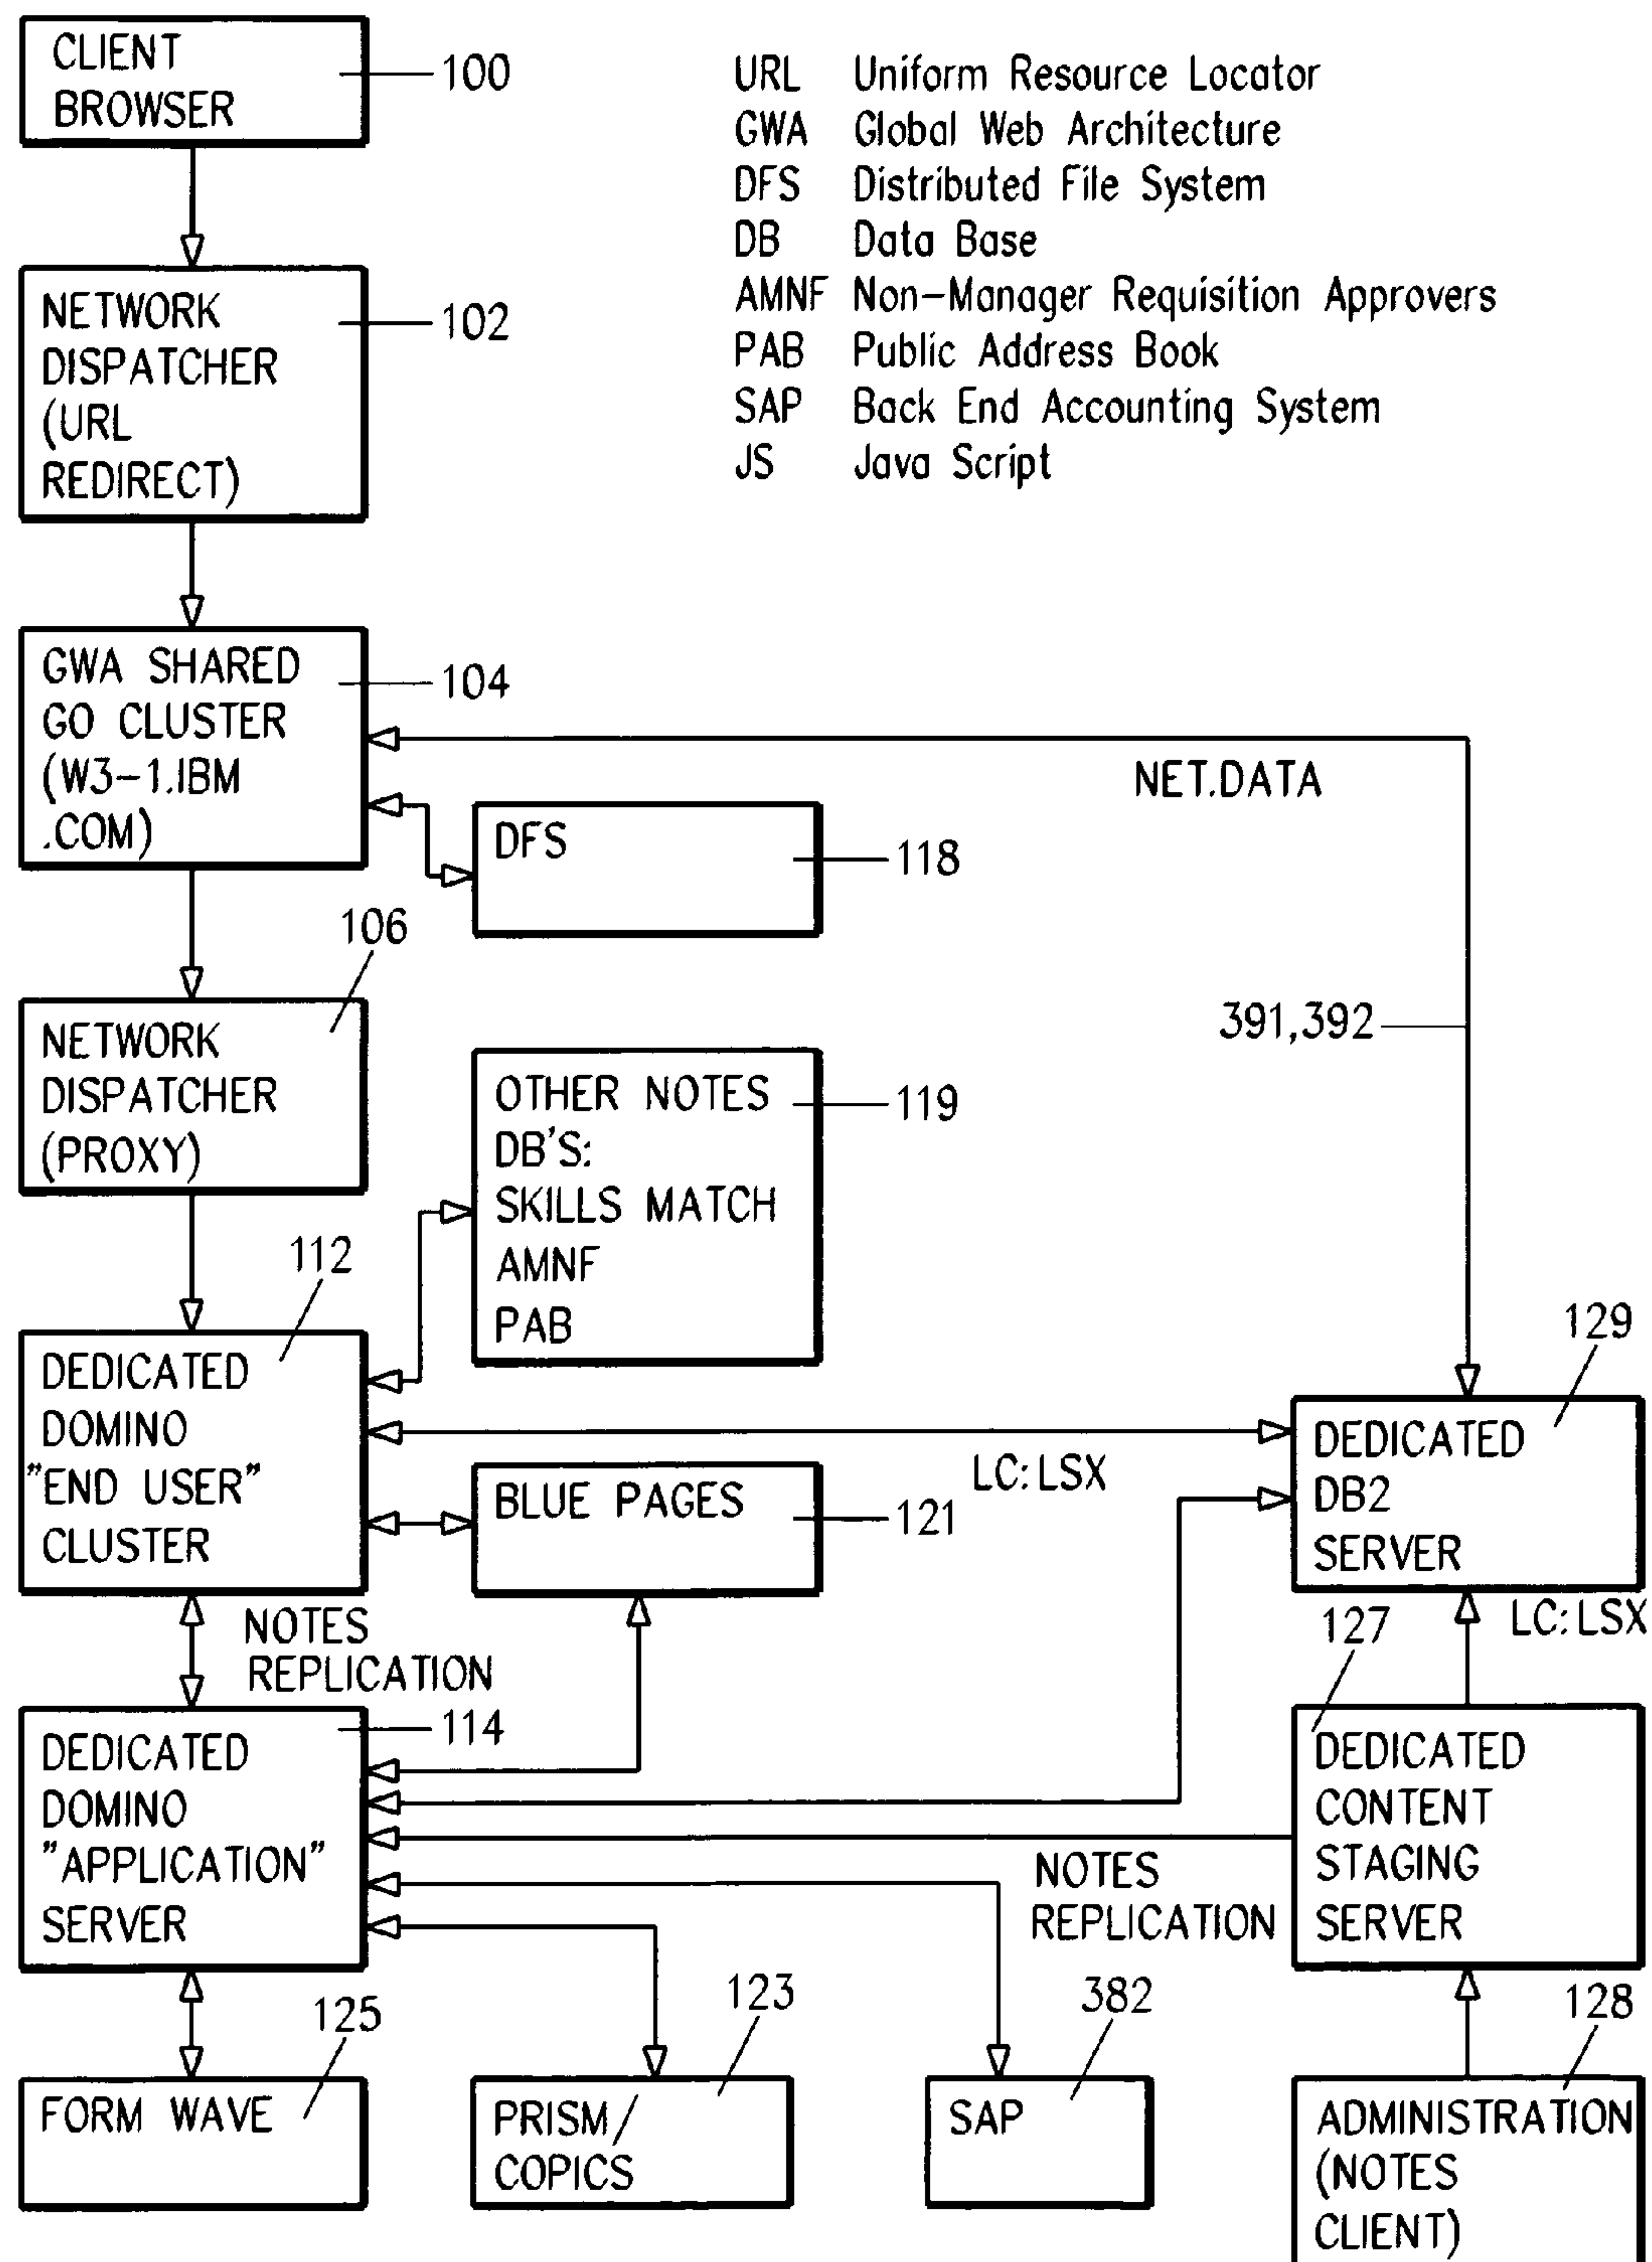 CLIENT
BROWSER
100
URL Uniform Resource Locator
GWA Global Web Architecture
DFS Distributed File System
DB Data Base
AMNF Non-Manager Requisition Approvers
PAB Public Address Book
SAP Back End Accounting System
JS Java Script
NETWORK
DISPATCHER
(URL
REDIRECT)
102
GWA SHARED
GO CLUSTER
(W3-1.IBM
.COM)
104
NET.DATA
DFS
118
106
NETWORK
DISPATCHER
(PROXY)
391,392
OTHER NOTES
DB'S:
SKILLS MATCH
AMNF
PAB
119
112
DEDICATED
DOMINO
"END USER"
CLUSTER
LC:LSX
129
DEDICATED
DB2
SERVER
BLUE PAGES
121
NOTES
REPLICATION
127
LC:LSX
114
DEDICATED
DOMINO
"APPLICATION"
SERVER
DEDICATED
CONTENT
STAGING
SERVER
NOTES
REPLICATION
125
FORM WAVE
123
PRISM/
COPICS
382
SAP
128
ADMINISTRATION
(NOTES
CLIENT)